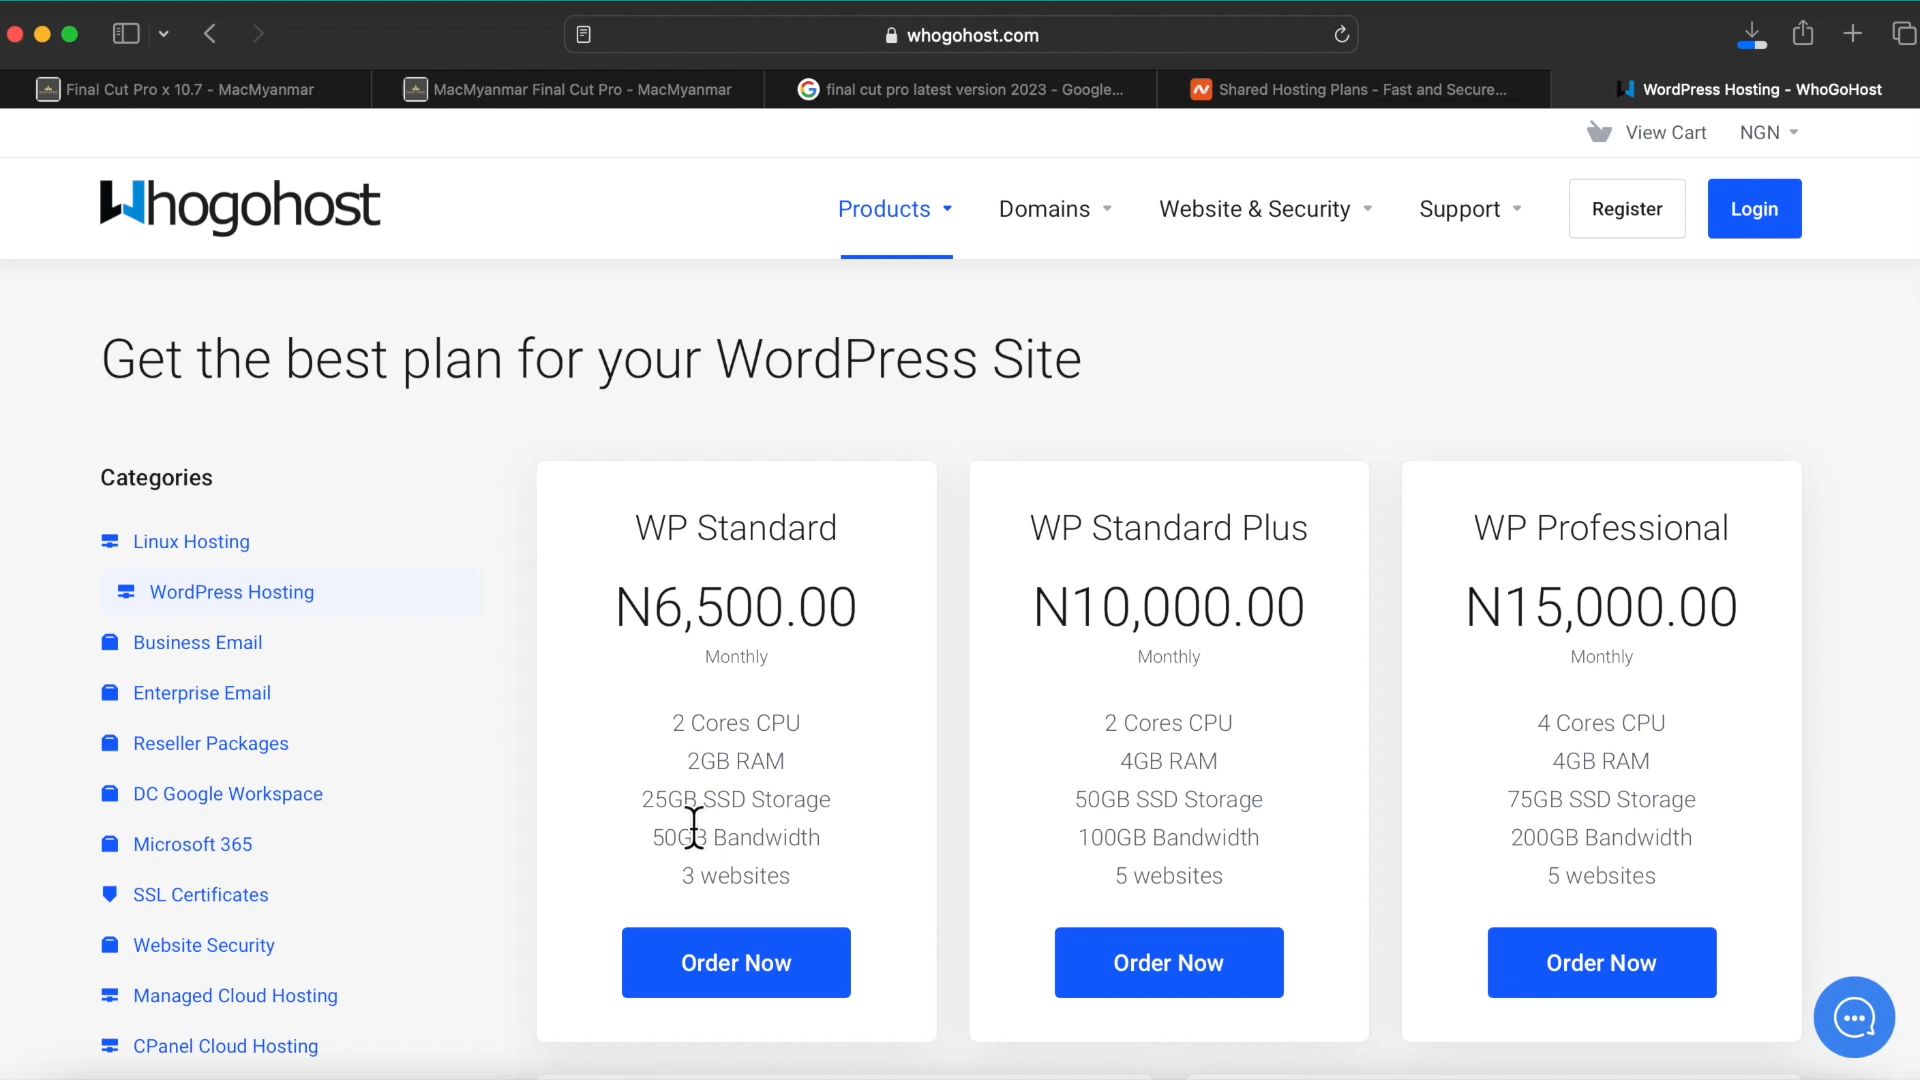 whogohost.com
Final Cut Pro x 10.7 - MacMyanmar
MacMyanmar Final Cut Pro - MacMyanmar
final cut pro latest version 2023 - Google...
Shared Hosting Plans - Fast and Secure...
WordPress Hosting - WhoGoHost
View Cart
NGN
Whogohost
Products
Domains
Website & Security
Support
Register
Login
Get the best plan for your WordPress Site
Categories
Linux Hosting
WordPress Hosting
Business Email
Enterprise Email
Reseller Packages
DC Google Workspace
Microsoft 365
SSL Certificates
Website Security
Managed Cloud Hosting
CPanel Cloud Hosting
WP Standard
N6,500.00
Monthly
2 Cores CPU
2GB RAM
25GB SSD Storage
50GB Bandwidth
3 websites
Order Now
WP Standard Plus
N10,000.00
Monthly
2 Cores CPU
4GB RAM
50GB SSD Storage
100GB Bandwidth
5 websites
Order Now
WP Professional
N15,000.00
Monthly
4 Cores CPU
4GB RAM
75GB SSD Storage
200GB Bandwidth
5 websites
Order Now